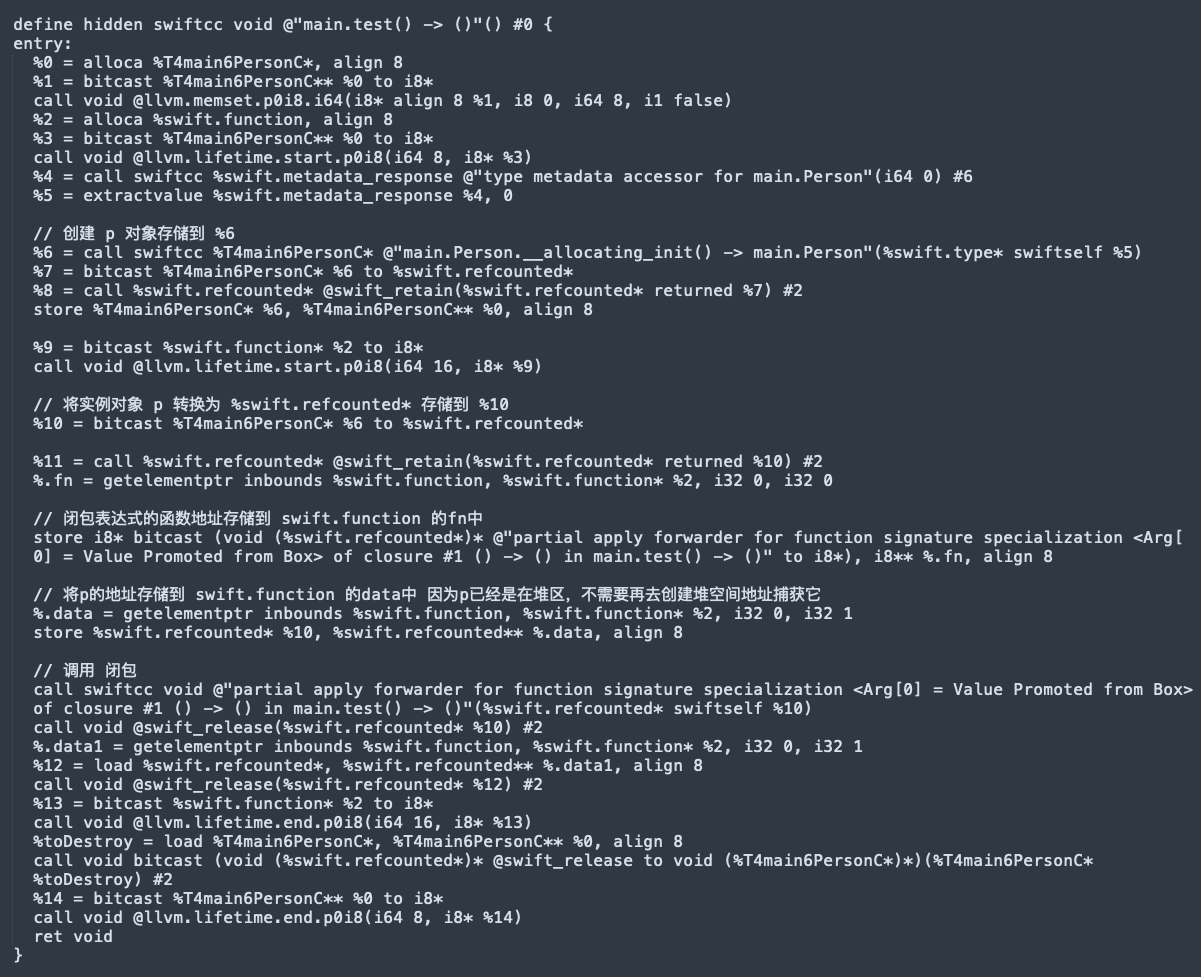 define hidden swiftcc void @"main.test() -> ()"() #0 {
entry:
  %0 = alloca %T4main6PersonC*, align 8
  %1 = bitcast %T4main6PersonC** %0 to i8*
  call void @llvm.memset.p0i8.i64(i8* align 8 %1, i8 0, i64 8, i1 false)
  %2 = alloca %swift.function, align 8
  %3 = bitcast %T4main6PersonC** %0 to i8*
  call void @llvm.lifetime.start.p0i8(i64 8, i8* %3)
  %4 = call swiftcc %swift.metadata_response @"type metadata accessor for main.Person"(i64 0) #6
  %5 = extractvalue %swift.metadata_response %4, 0

  // 创建 p 对象存储到 %6
  %6 = call swiftcc %T4main6PersonC* @"main.Person.__allocating_init() -> main.Person"(%swift.type* swiftself %5)
  %7 = bitcast %T4main6PersonC* %6 to %swift.refcounted*
  %8 = call %swift.refcounted* @swift_retain(%swift.refcounted* returned %7) #2
  store %T4main6PersonC* %6, %T4main6PersonC** %0, align 8

  %9 = bitcast %swift.function* %2 to i8*
  call void @llvm.lifetime.start.p0i8(i64 16, i8* %9)

  // 将实例对象 p 转换为 %swift.refcounted* 存储到 %10
  %10 = bitcast %T4main6PersonC* %6 to %swift.refcounted*

  %11 = call %swift.refcounted* @swift_retain(%swift.refcounted* returned %10) #2
  %.fn = getelementptr inbounds %swift.function, %swift.function* %2, i32 0, i32 0

  // 闭包表达式的函数地址存储到 swift.function 的fn中
  store i8* bitcast (void (%swift.refcounted*)* @"partial apply forwarder for function signature specialization <Arg[
  0] = Value Promoted from Box> of closure #1 () -> () in main.test() -> ()" to i8*), i8** %.fn, align 8

  // 将p的地址存储到 swift.function 的data中 因为p已经是在堆区，不需要再去创建堆空间地址捕获它
  %.data = getelementptr inbounds %swift.function, %swift.function* %2, i32 0, i32 1
  store %swift.refcounted* %10, %swift.refcounted** %.data, align 8

  // 调用 闭包
  call swiftcc void @"partial apply forwarder for function signature specialization <Arg[0] = Value Promoted from Box>
  of closure #1 () -> () in main.test() -> ()"(%swift.refcounted* swiftself %10)
  call void @swift_release(%swift.refcounted* %10) #2
  %.data1 = getelementptr inbounds %swift.function, %swift.function* %2, i32 0, i32 1
  %12 = load %swift.refcounted*, %swift.refcounted** %.data1, align 8
  call void @swift_release(%swift.refcounted* %12) #2
  %13 = bitcast %swift.function* %2 to i8*
  call void @llvm.lifetime.end.p0i8(i64 16, i8* %13)
  %toDestroy = load %T4main6PersonC*, %T4main6PersonC** %0, align 8
  call void bitcast (void (%swift.refcounted*)* @swift_release to void (%T4main6PersonC*)*)(%T4main6PersonC*
  %toDestroy) #2
  %14 = bitcast %T4main6PersonC** %0 to i8*
  call void @llvm.lifetime.end.p0i8(i64 8, i8* %14)
  ret void
}